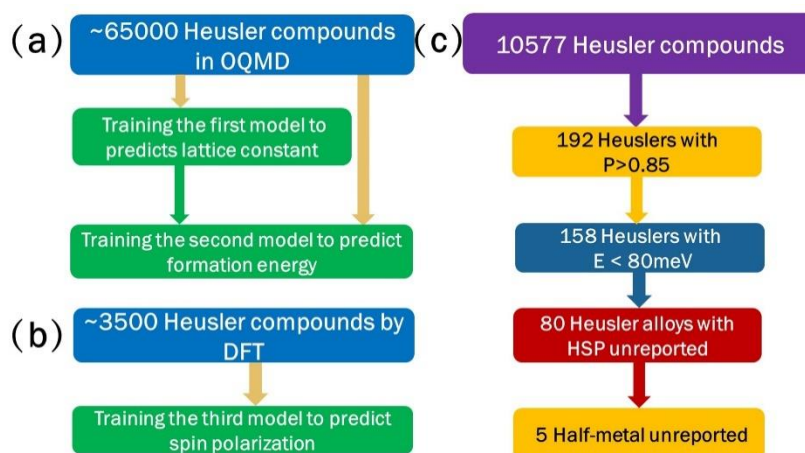 (a)
~65000 Heusler compounds
in OQMD
Training the first model to
predicts lattice constant
Training the second model to predict
formation energy
(b)
~3500 Heusler compounds by
DFT
Training the third model to predict
spin polarization
(c)
10577 Heusler compounds
192 Heuslers with
P>0.85
158 Heuslers with
E < 80meV
80 Heusler alloys with
HSP unreported
5 Half-metal unreported